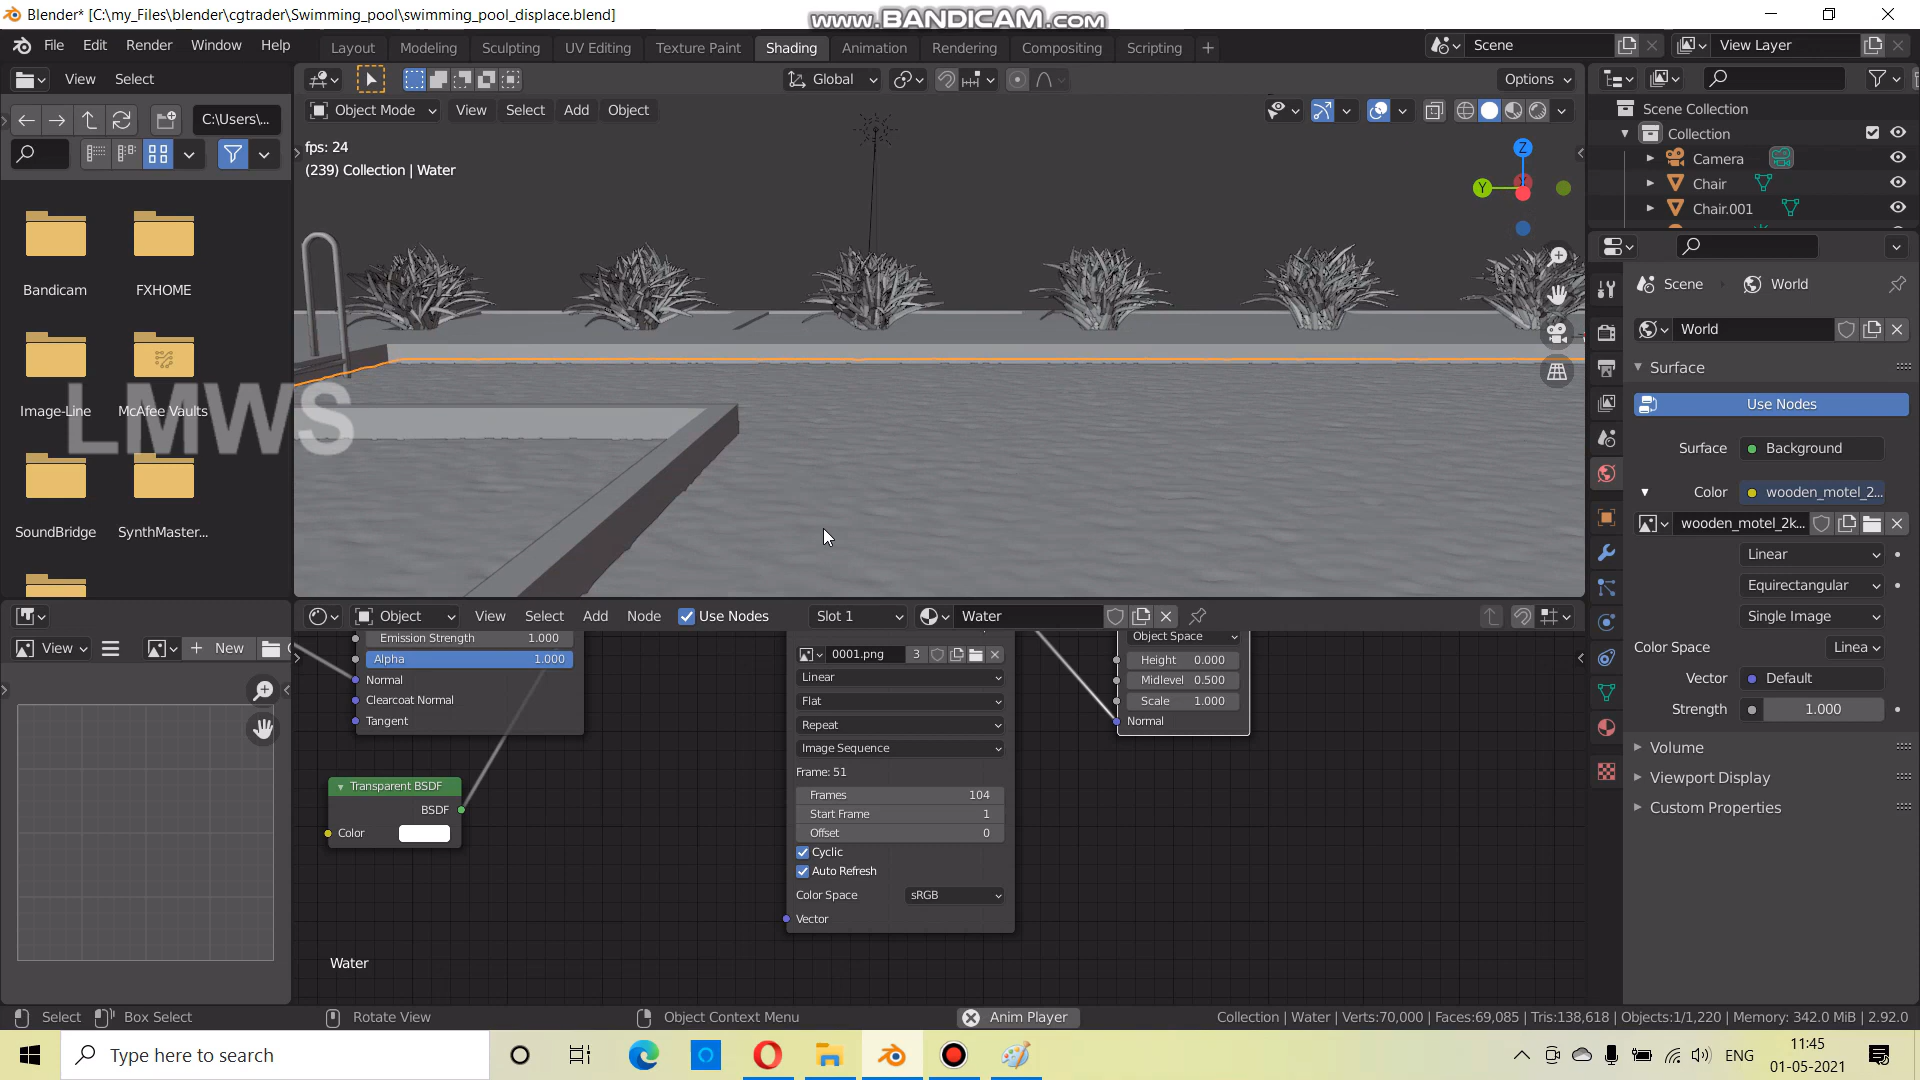 Blender* [C:\my_Files\blender\cgtrader\Swimming_pool\swimming_pool_displace.blend]
www.BANDICAM.com
File Edit Render Window Help
Layout Modeling Sculpting UV Editing Texture Paint Shading Animation Rendering Compositing Scripting +
Scene
View Layer
View Select
Global
Options
C:\Users\...
Object Mode View Select Add Object
fps: 24
(239) Collection | Water
Z
Y
Bandicam
FXHOME
Image-Line
McAfee Vaults
SoundBridge
SynthMaster...
LMWS
Scene Collection
Collection
Camera
Chair
Chair.001
Scene
World
World
Surface
Use Nodes
Surface
Background
Color
wooden_motel_2...
wooden_motel_2k...
Linear
Equirectangular
Single Image
Color Space
Linea
Vector
Default
Strength
1.000
Volume
Viewport Display
Custom Properties
View
New
Object View Select Add Node Use Nodes Slot 1 Water
Emission Strength 1.000
Alpha 1.000
Normal
Clearcoat Normal
Tangent
Transparent BSDF
BSDF
Color
0001.png 3
Linear
Flat
Repeat
Image Sequence
Frame: 51
Frames 104
Start Frame 1
Offset 0
Cyclic
Auto Refresh
Color Space sRGB
Vector
Object Space
Height 0.000
Midlevel 0.500
Scale 1.000
Normal
Water
Select
Box Select
Rotate View
Object Context Menu
Anim Player
Collection | Water | Verts:70,000 | Faces:69,085 | Tris:138,618 | Objects:1/1,220 | Memory: 342.0 MiB | 2.92.0
Type here to search
ENG
11:45
01-05-2021